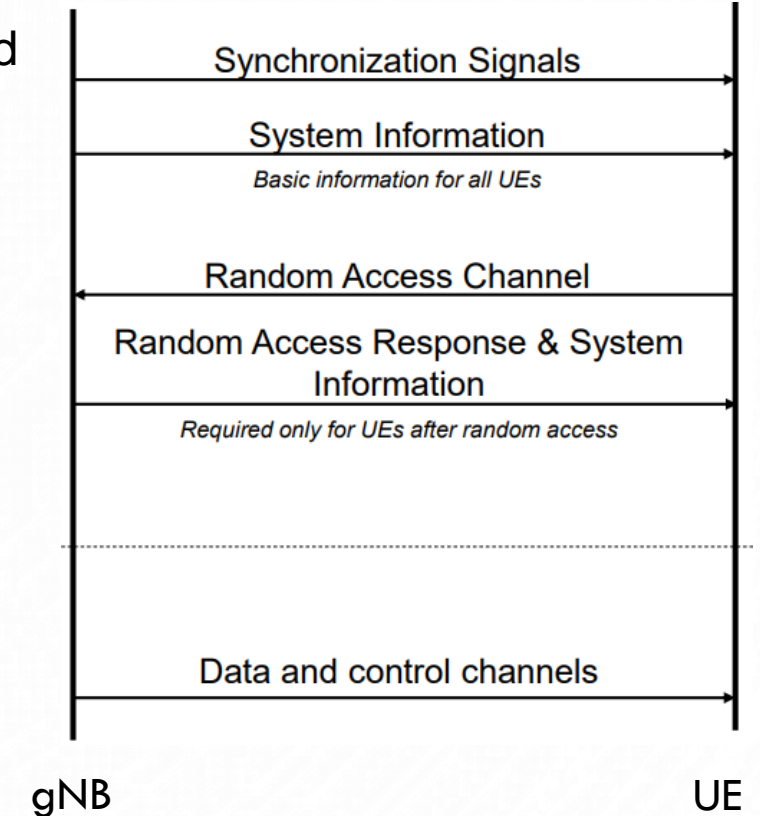 d
Synchronization Signals
System Information
Basic information for all UEs
Random Access Channel
Random Access Response & System
Information
Required only for UEs after random access
Data and control channels
gNB
UE